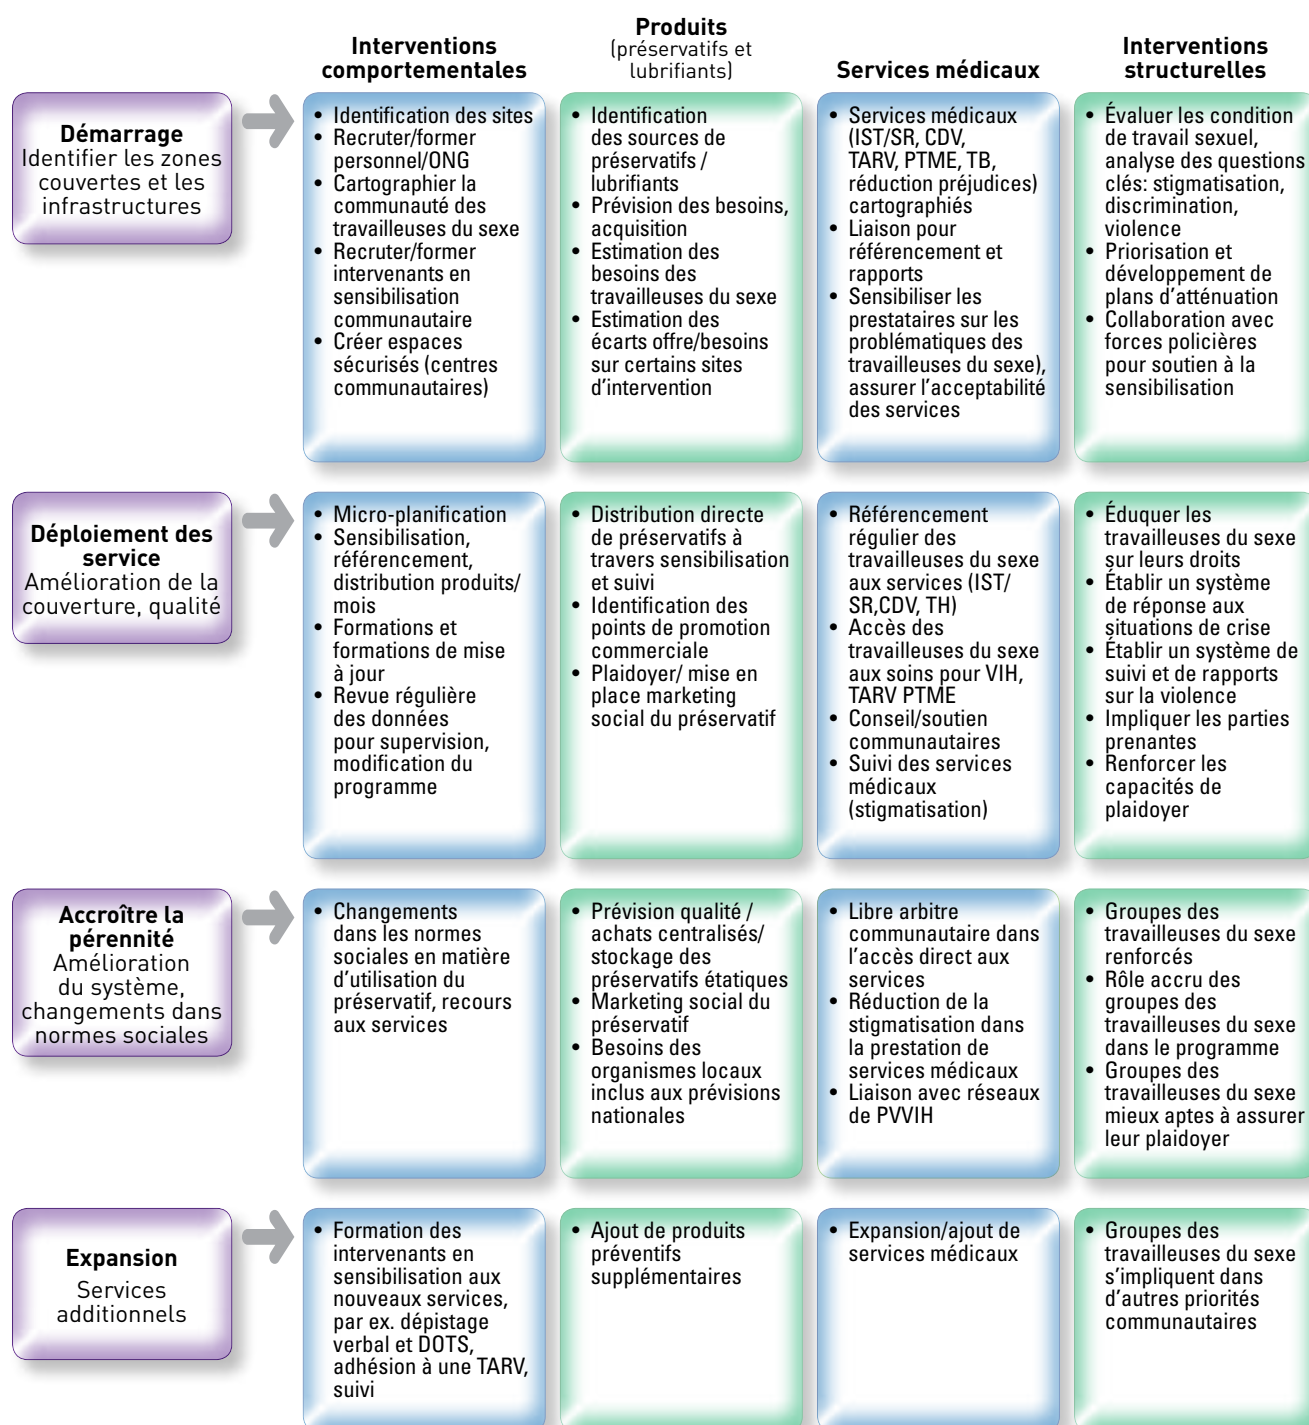 Interventions
comportementales
Produits
(préservatifs et
lubrifiants)
Services médicaux
Interventions
structurelles
Démarrage
Identifier les zones
couvertes et les
infrastructures
• Identification des sites
• Recruter/former
personnel/ONG
• Cartographier la
communauté des
travailleuses du sexe
• Recruter/former
intervenants en
sensibilisation
communautaire
• Créer espaces
sécurisés (centres
communautaires)
• Identification
des sources de
préservatifs /
lubrifiants
• Prévision des besoins,
acquisition
• Estimation des
besoins des
travailleuses du sexe
• Estimation des
écarts offre/besoins
sur certains sites
d'intervention
• Services médicaux
(IST/SR, CDV,
TARV, PTME, TB,
réduction préjudices)
cartographiés
• Liaison pour
référencement et
rapports
• Sensibiliser les
prestataires sur les
problématiques des
travailleuses du sexe),
assurer l'acceptabilité
des services
• Évaluer les condition
de travail sexuel,
analyse des questions
clés: stigmatisation,
discrimination,
violence
• Priorisation et
développement de
plans d'atténuation
• Collaboration avec
forces policières
pour soutien à la
sensibilisation
Déploiement des
service
Amélioration de la
couverture, qualité
• Micro-planification
• Sensibilisation,
référencement,
distribution produits/
mois
• Formations et
formations de mise
à jour
• Revue régulière
des données
pour supervision,
modification du
programme
• Distribution directe
de préservatifs à
travers sensibilisation
et suivi
• Identification des
points de promotion
commerciale
• Plaidoyer/ mise en
place marketing
social du préservatif
• Référencement
régulier des
travailleuses du sexe
aux services (IST/
SR,CDV, TH)
• Accès des
travailleuses du sexe
aux soins pour VIH,
TARV PTME
• Conseil/soutien
communautaires
• Suivi des services
médicaux
(stigmatisation)
• Éduquer les
travailleuses du sexe
sur leurs droits
• Établir un système
de réponse aux
situations de crise
• Établir un système de
suivi et de rapports
sur la violence
• Impliquer les parties
prenantes
• Renforcer les
capacités de
plaidoyer
Accroître la
pérennité
Amélioration
du système,
changements dans
normes sociales
• Changements
dans les normes
sociales en matière
d'utilisation du
préservatif, recours
aux services
• Prévision qualité /
achats centralisés/
stockage des
préservatifs étatiques
• Marketing social du
préservatif
• Besoins des
organismes locaux
inclus aux prévisions
nationales
• Libre arbitre
communautaire dans
l'accès direct aux
services
• Réduction de la
stigmatisation dans
la prestation de
services médicaux
• Liaison avec réseaux
de PVVIH
• Groupes des
travailleuses du sexe
renforcés
• Rôle accru des
groupes des
travailleuses du sexe
dans le programme
• Groupes des
travailleuses du sexe
mieux aptes à assurer
leur plaidoyer
Expansion
Services
additionnels
• Formation des
intervenants en
sensibilisation aux
nouveaux services,
par ex. dépistage
verbal et DOTS,
adhésion à une TARV,
suivi
• Ajout de produits
préventifs
supplémentaires
• Expansion/ajout de
services médicaux
• Groupes des
travailleuses du sexe
s'impliquent dans
d'autres priorités
communautaires